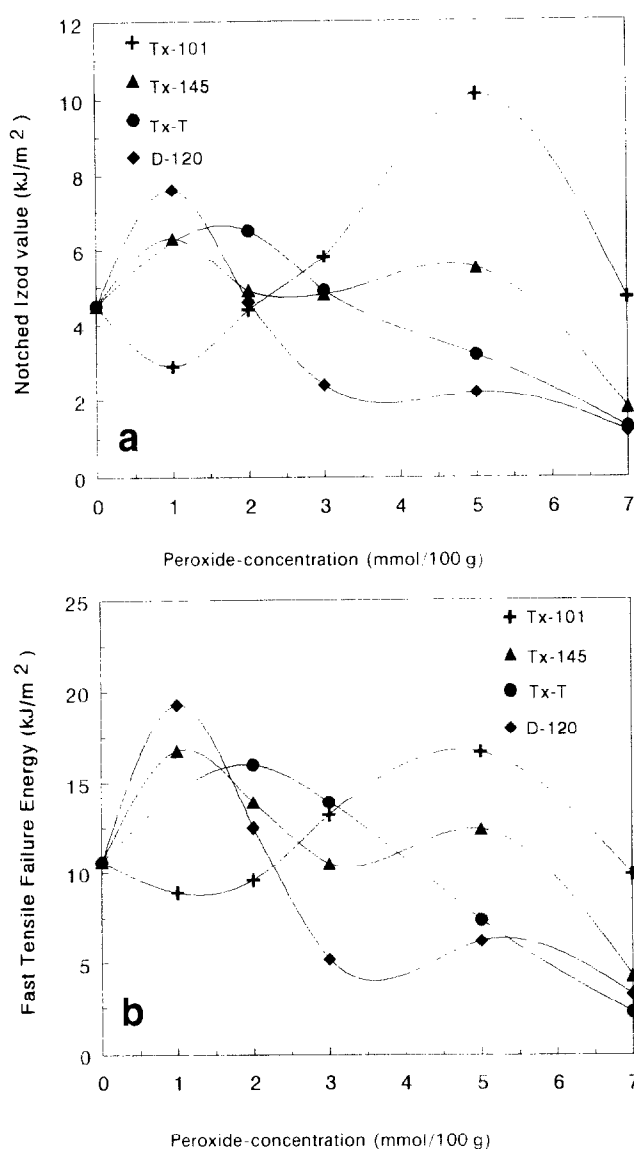 12
10
8
6
4
2
0
Notched Izod value (kJ/m²)
Tx-101
Tx-145
Tx-T
D-120
a
0 1 2 3 4 5 6 7
Peroxide-concentration (mmol/100 g)
25
20
15
10
5
0
Fast Tensile Failure Energy (kJ/m²)
Tx-101
Tx-145
Tx-T
D-120
b
0 1 2 3 4 5 6 7
Peroxide-concentration (mmol/100 g)